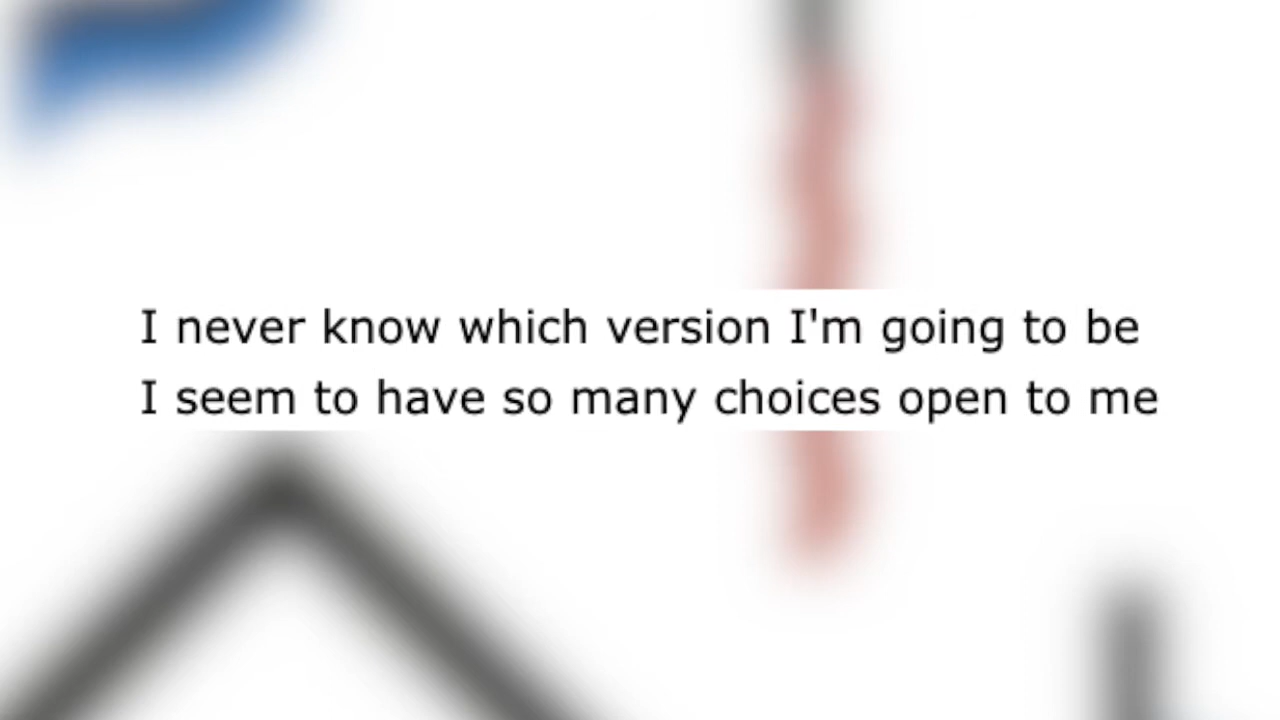 I never know which version I'm going to be
I seem to have so many choices open to me